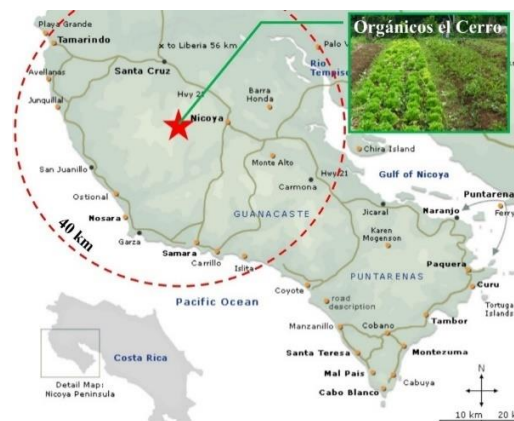 Playa Grande
Tamarindo
to Liberia 56 km
Palo V
Orgánicos el Cerro
Rio
Tempisq
Avellanas
Santa Cruz
Hwy 21
Barra
Honda
Junquillal
Nicoya
Chira Island
Monte Alto
Hwy 21
Gulf of Nicoya
San Juanillo
Carmona
Puntarena
Ostional
GUANACASTE
Jicaral
Naranjo
Ferry
Nosara
Karen
Mogenson
40 km
Garza
Samara
Carrillo
Islita
PUNTARENAS
Paquera
Coyote
Curu
Pacific Ocean
road
description
Tortuga
Islands
Manzanillo
Cobano
Tambor
Costa Rica
Santa Teresa
Montezuma
N
Mal Pais
Cabuya
Detail Map:
Nicoya Peninsula
Cabo Blanco
10 km
20 k